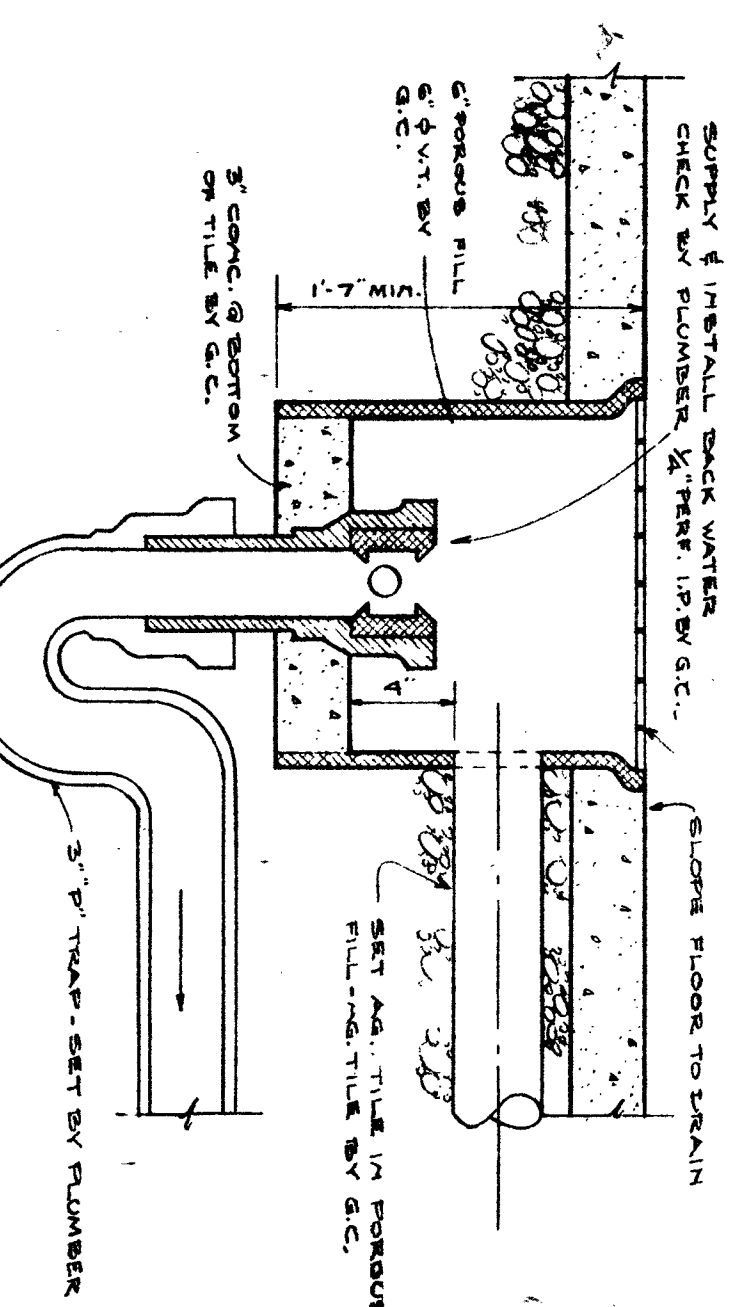 SUPPLY & INSTALL BACK WATER
CHECK BY PLUMBER
1/4" PERF. I.P. BY G.C.
SLOPE FLOOR TO DRAIN
6" POROUS FILL
6" φ V.T. BY
G.C.
1'-7" MIN.
3" CONC. @ BOTTOM
OF TILE BY G.C.
4"
SET AG. TILE IN POROUS
FILL-AG. TILE BY G.C.
3" "P" TRAP-SET BY PLUMBER